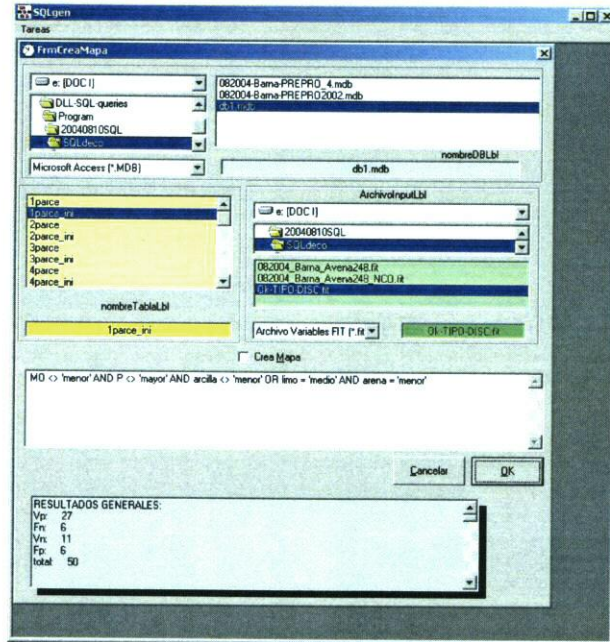 SQLgen
Tareas
FrmCreaMapa
e: [DOC I]
DLL-SQL-queries
Program
20040810SQL
SQLdeco
Microsoft Access (*.MDB)
082004-Barna-PREPRO_4.mdb
082004-Barna-PREPRO2002.mdb
db1.mdb
nombreDBLbl
db1.mdb
1parce
1parce_ini
2parce
2parce_ini
3parce
3parce_ini
4parce
4parce_ini
nombreTablaLbl
1parce_ini
ArchivoInputLbl
e: [DOC I]
20040810SQL
SQLdeco
082004_Barna_Avena248.fit
082004_Barna_Avena248_NCO.fit
Ok-TIPO-DISC.fit
Archivo Variables FIT (*.fit
Ok-TIPO-DISC.fit
Crea Mapa
MO <> 'menor' AND P <> 'mayor' AND arcilla <> 'menor' OR limo = 'medio' AND arena = 'menor'
Cancelar
OK
RESULTADOS GENERALES:
Vp: 27
Fn: 6
Vn: 11
Fp: 6
total: 50